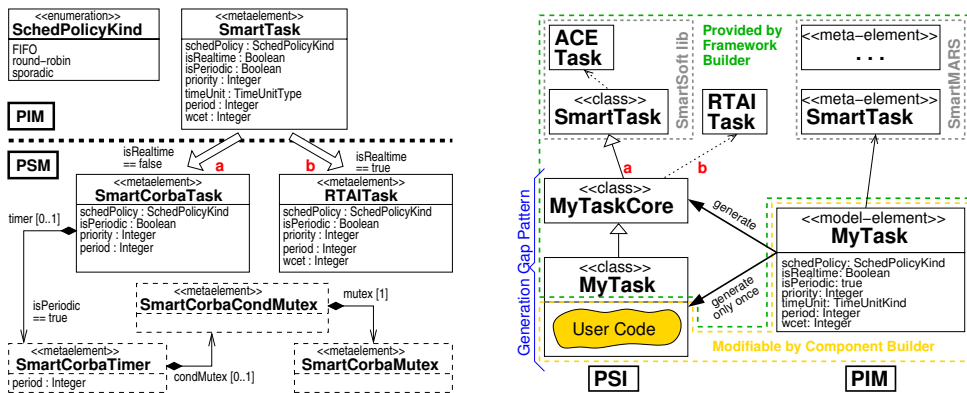 <<enumeration>>
SchedPolicyKind
FIFO
round-robin
sporadic
<<metaelement>>
SmartTask
schedPolicy : SchedPolicyKind
isRealtime : Boolean
isPeriodic : Boolean
priority : Integer
timeUnit : TimeUnitType
period : Integer
wcet : Integer
PIM
PSM
isRealtime
== false
a
b
isRealtime
== true
<<metaelement>>
SmartCorbaTask
schedPolicy : SchedPolicyKind
isPeriodic : Boolean
priority : Integer
period : Integer
<<metaelement>>
RTAITask
schedPolicy : SchedPolicyKind
isPeriodic : Boolean
priority : Integer
period : Integer
wcet : Integer
timer [0..1]
isPeriodic
== true
<<metaelement>>
SmartCorbaCondMutex
mutex [1]
<<metaelement>>
SmartCorbaTimer
period : Integer
condMutex [0..1]
<<metaelement>>
SmartCorbaMutex
ACE
Task
SmartSoft lib
Provided by
Framework
Builder
<<meta-element>>
. . .
SmartMARS
<<class>>
SmartTask
RTAI
Task
<<meta-element>>
SmartTask
a
b
Generation Gap Pattern
<<class>>
MyTaskCore
generate
<<model-element>>
MyTask
schedPolicy: SchedPolicyKind
isRealtime: Boolean
isPeriodic: true
priority: Integer
timeUnit: TimeUnitKind
period: Integer
wcet: Integer
<<class>>
MyTask
generate
only once
User Code
Modifiable by Component Builder
PSI
PIM